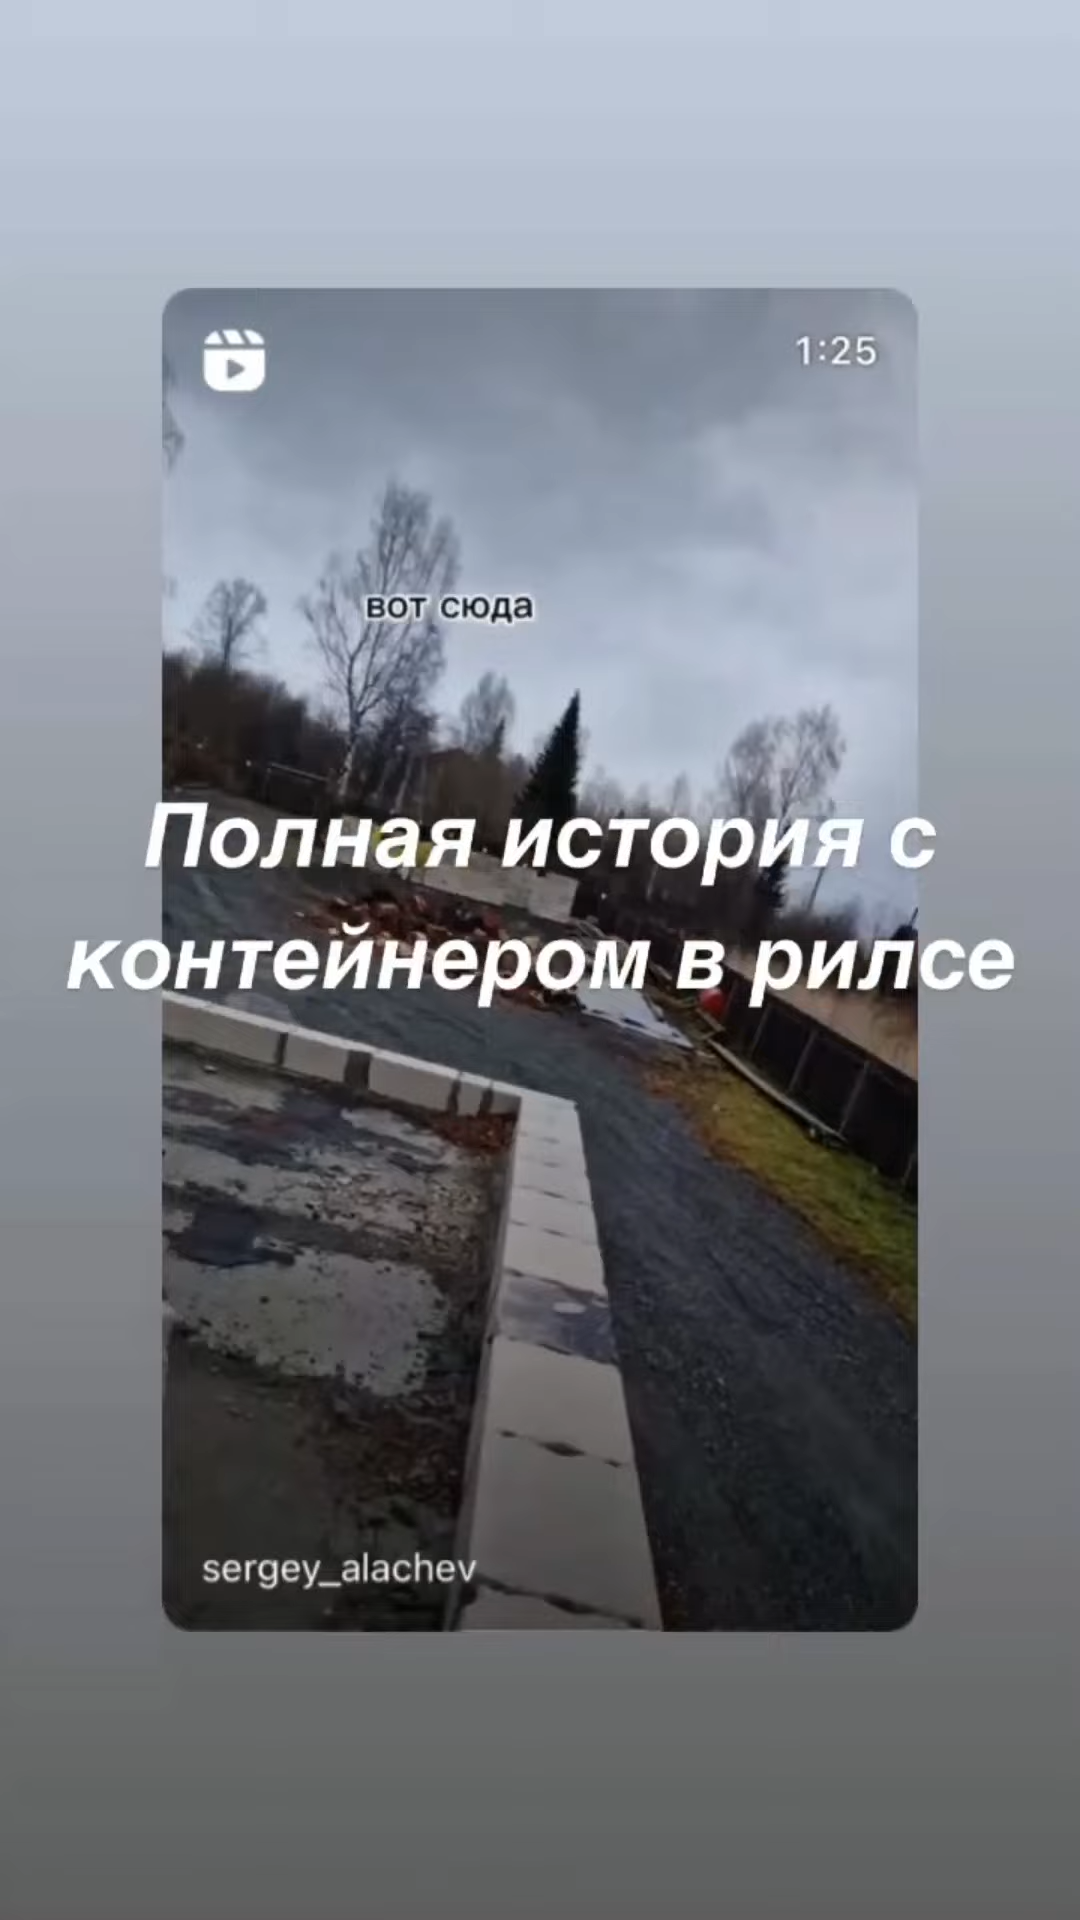 1:25
вот сюда
Полная история с
контейнером в рилсе
sergey_alachev